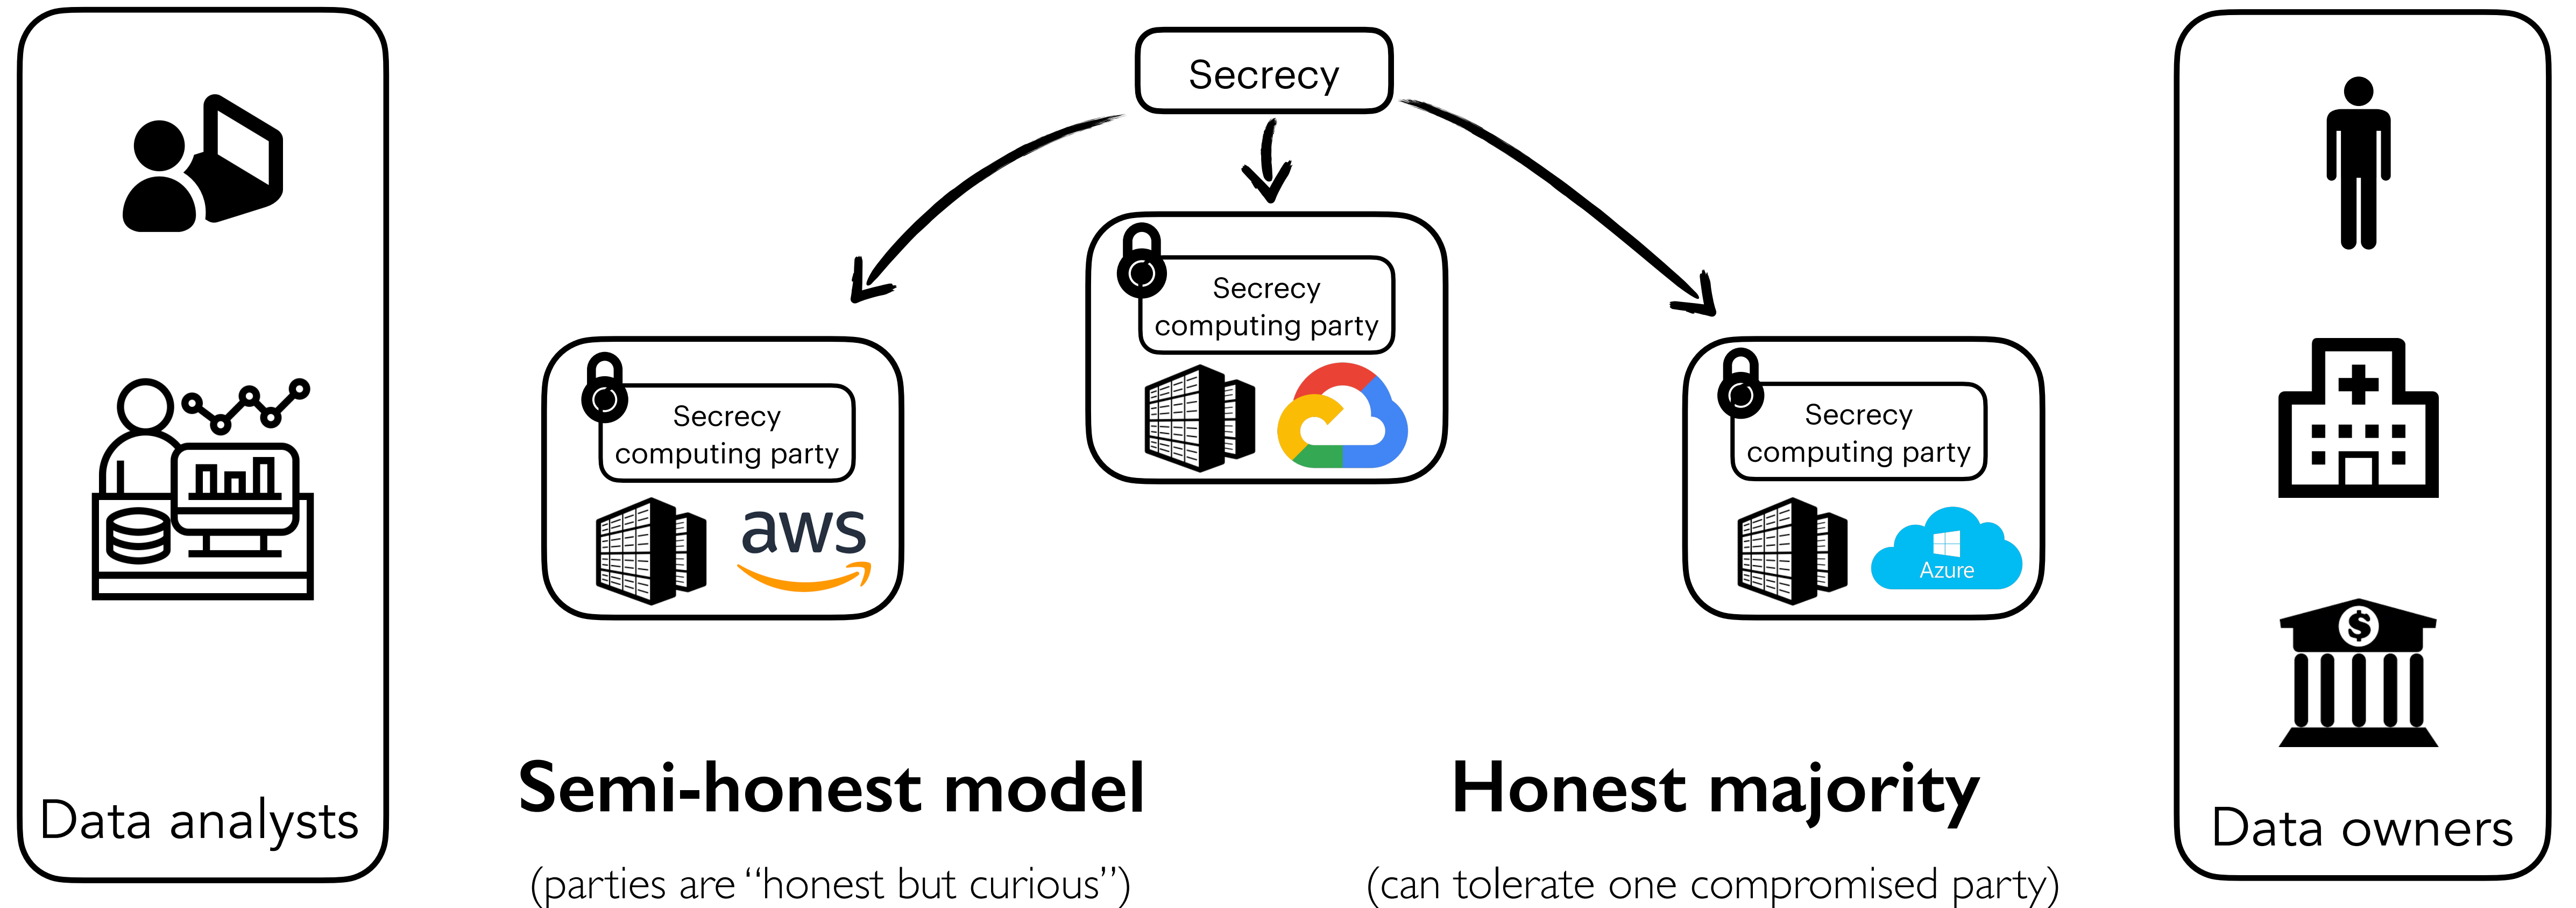 Secrecy
Secrecy
computing party
Secrecy
computing party
aws
Secrecy
computing party
Azure
Data analysts
Semi-honest model
(parties are “honest but curious”)
Honest majority
(can tolerate one compromised party)
$
Data owners